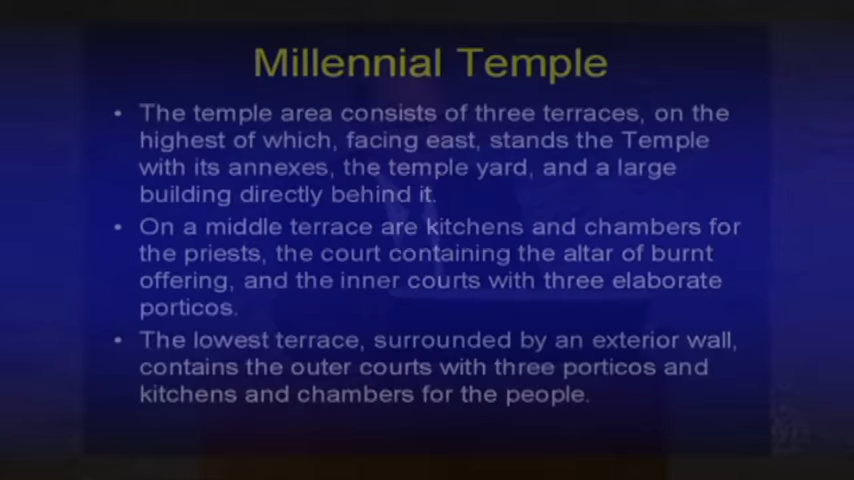 Millennial Temple
• The temple area consists of three terraces, on the
highest of which, facing east, stands the Temple
with its annexes, the temple yard, and a large
building directly behind it.
• On a middle terrace are kitchens and chambers for
the priests, the court containing the altar of burnt
offering, and the inner courts with three elaborate
porticos.
• The lowest terrace, surrounded by an exterior wall,
contains the outer courts with three porticos and
kitchens and chambers for the people.